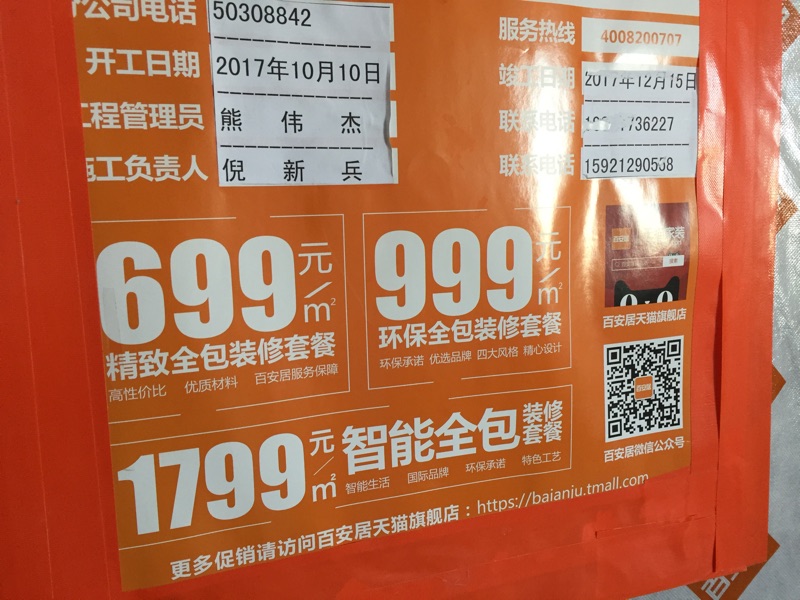 公司电话 50308842 服务热线 4008200707
开工日期 2017年10月10日 竣工日期 2017年12月15日
工程管理员 熊 伟 杰 联系电话 736227
施工负责人 倪 新 兵 联系电话 15921290538
699元/m²
精致全包装修套餐
高性价比 优质材料 百安居服务保障
999元/m²
环保全包装修套餐
环保承诺 优选品牌 四大风格 精心设计
百安居天猫旗舰店
百安居
百安居微信公众号
1799元/m² 智能全包装修套餐
智能生活 国际品牌 环保承诺 特色工艺
更多促销请访问百安居天猫旗舰店：https://baianju.tmall.com